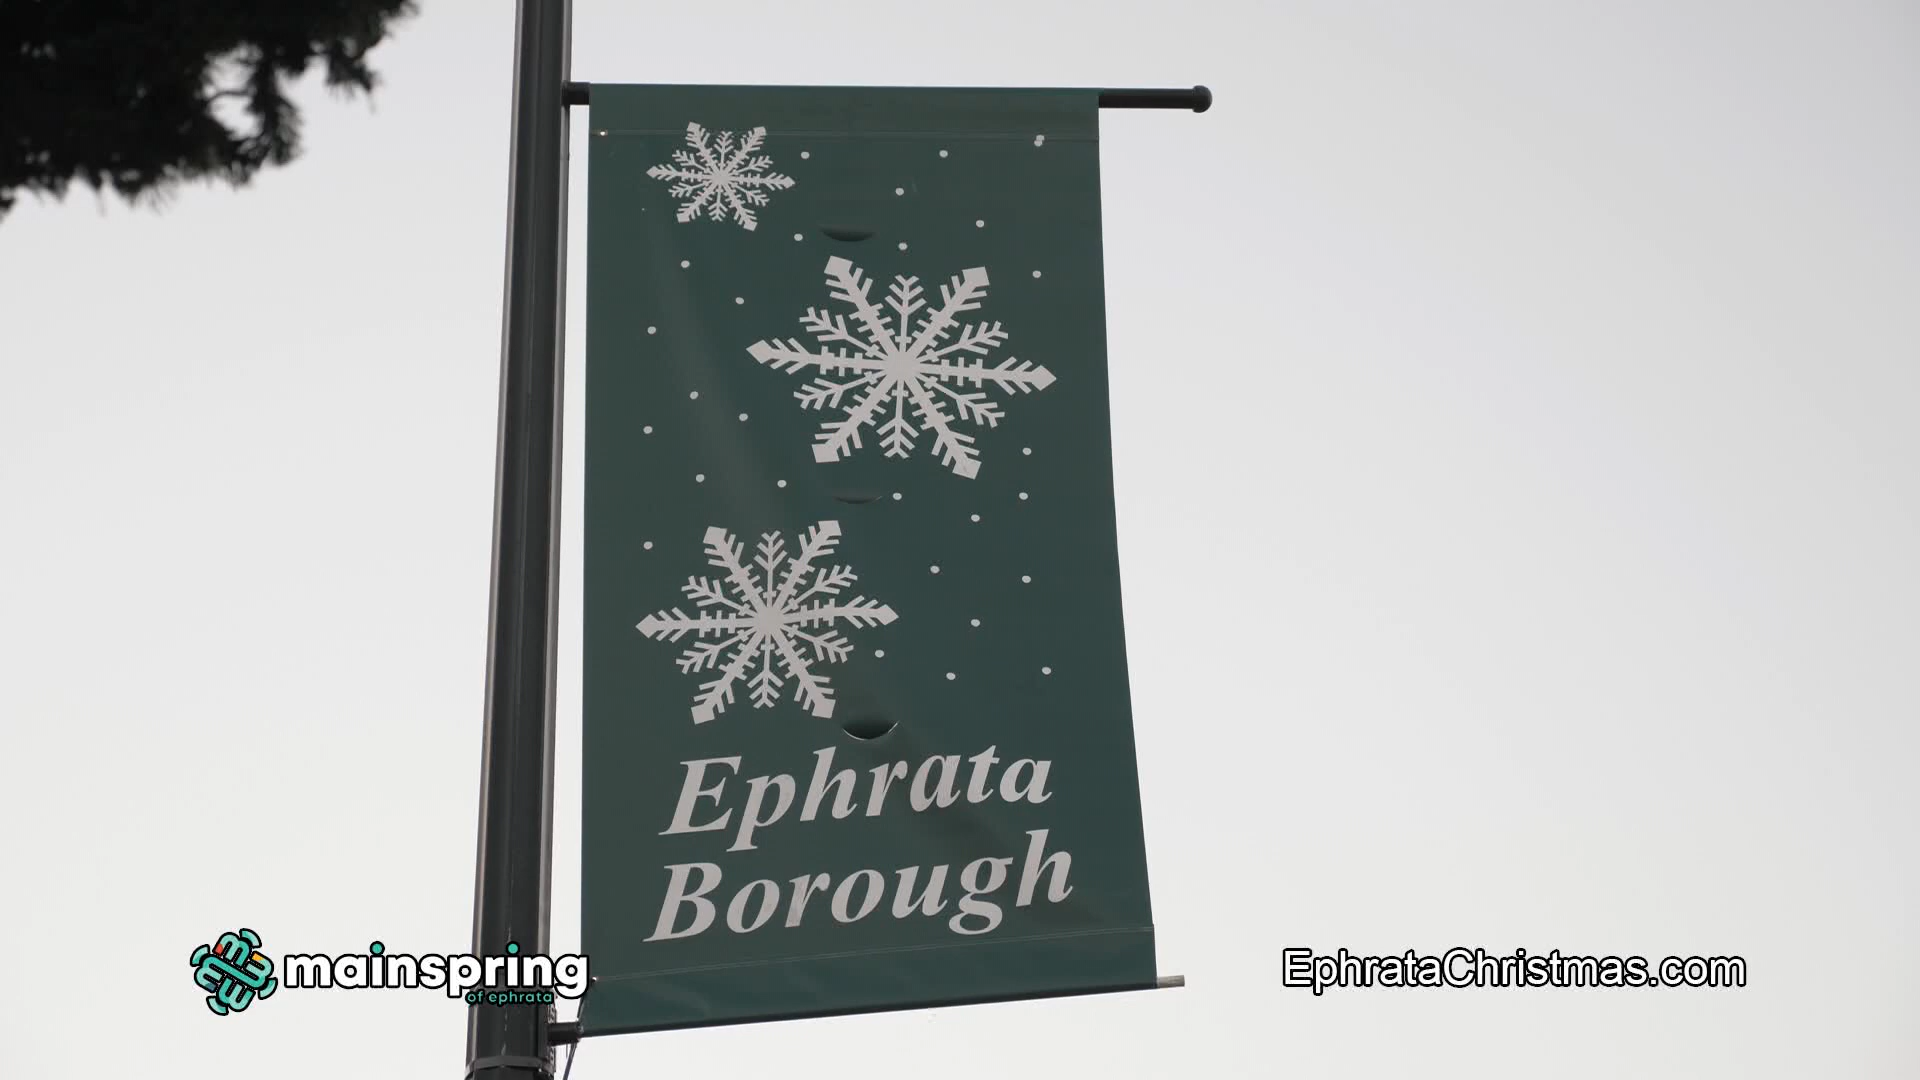 Ephrata
Borough
mainspring
of ephrata
EphrataChristmas.com